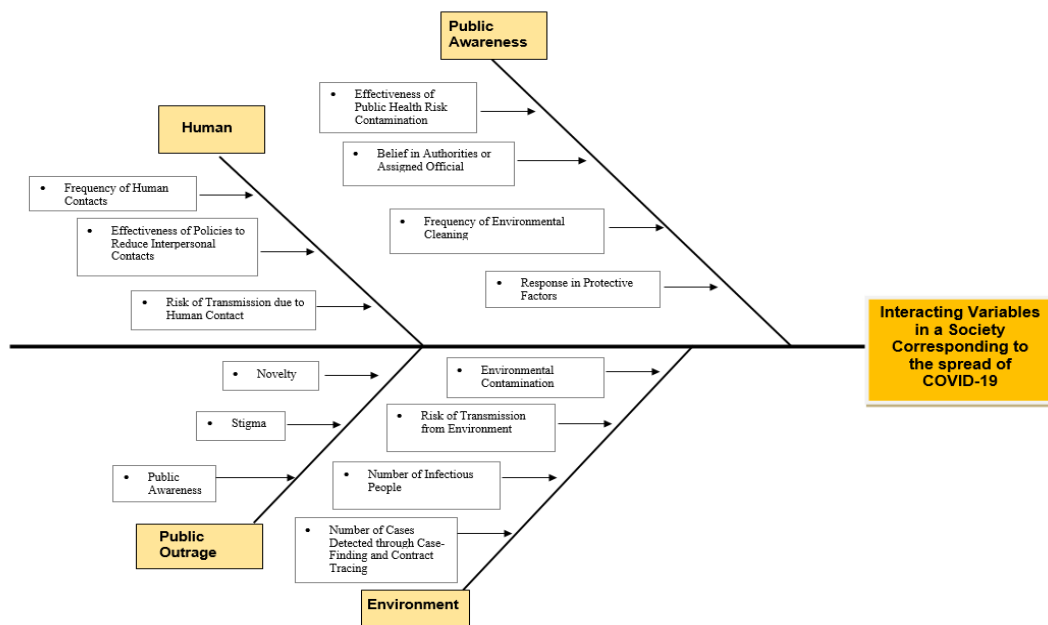 Public
Awareness
• Effectiveness of
Public Health Risk
Contamination
• Belief in Authorities or
Assigned Official
• Frequency of Environmental
Cleaning
• Response in Protective
Factors
Human
• Frequency of Human
Contacts
• Effectiveness of Policies to
Reduce Interpersonal
Contacts
• Risk of Transmission due to
Human Contact
Interacting Variables
in a Society
Corresponding to
the spread of
COVID-19
• Novelty
• Stigma
• Public
Awareness
Public
Outrage
• Environmental
Contamination
• Risk of Transmission
from Environment
• Number of Infectious
People
• Number of Cases
Detected through Case-
Finding and Contract
Tracing
Environment